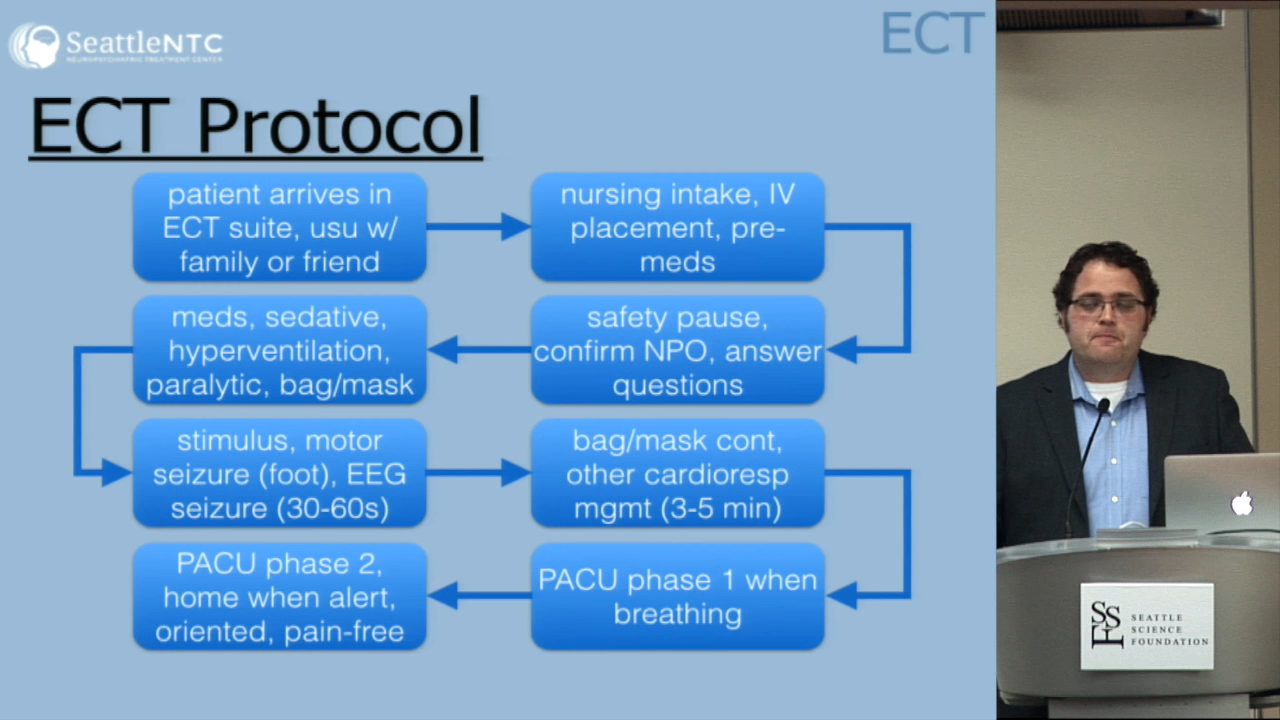 SeattleNTC
NEUROPSYCHIATRIC TREATMENT CENTER
ECT
ECT Protocol
patient arrives in
ECT suite, usu w/
family or friend
nursing intake, IV
placement, pre-
meds
safety pause,
confirm NPO, answer
questions
meds, sedative,
hyperventilation,
paralytic, bag/mask
stimulus, motor
seizure (foot), EEG
seizure (30-60s)
bag/mask cont,
other cardioresp
mgmt (3-5 min)
PACU phase 1 when
breathing
PACU phase 2,
home when alert,
oriented, pain-free
SSF
SEATTLE
SCIENCE
FOUNDATION